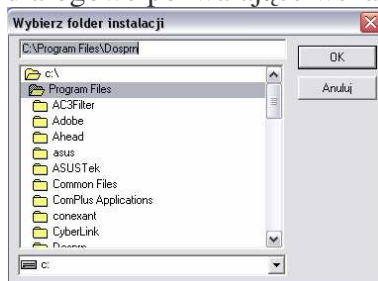 Wybierz folder instalacji
C:\Program Files\Dosprn
OK
Anuluj
c:\
Program Files
AC3Filter
Adobe
Ahead
asus
ASUSTek
Common Files
ComPlus Applications
conexant
CyberLink
Dosprn
c: